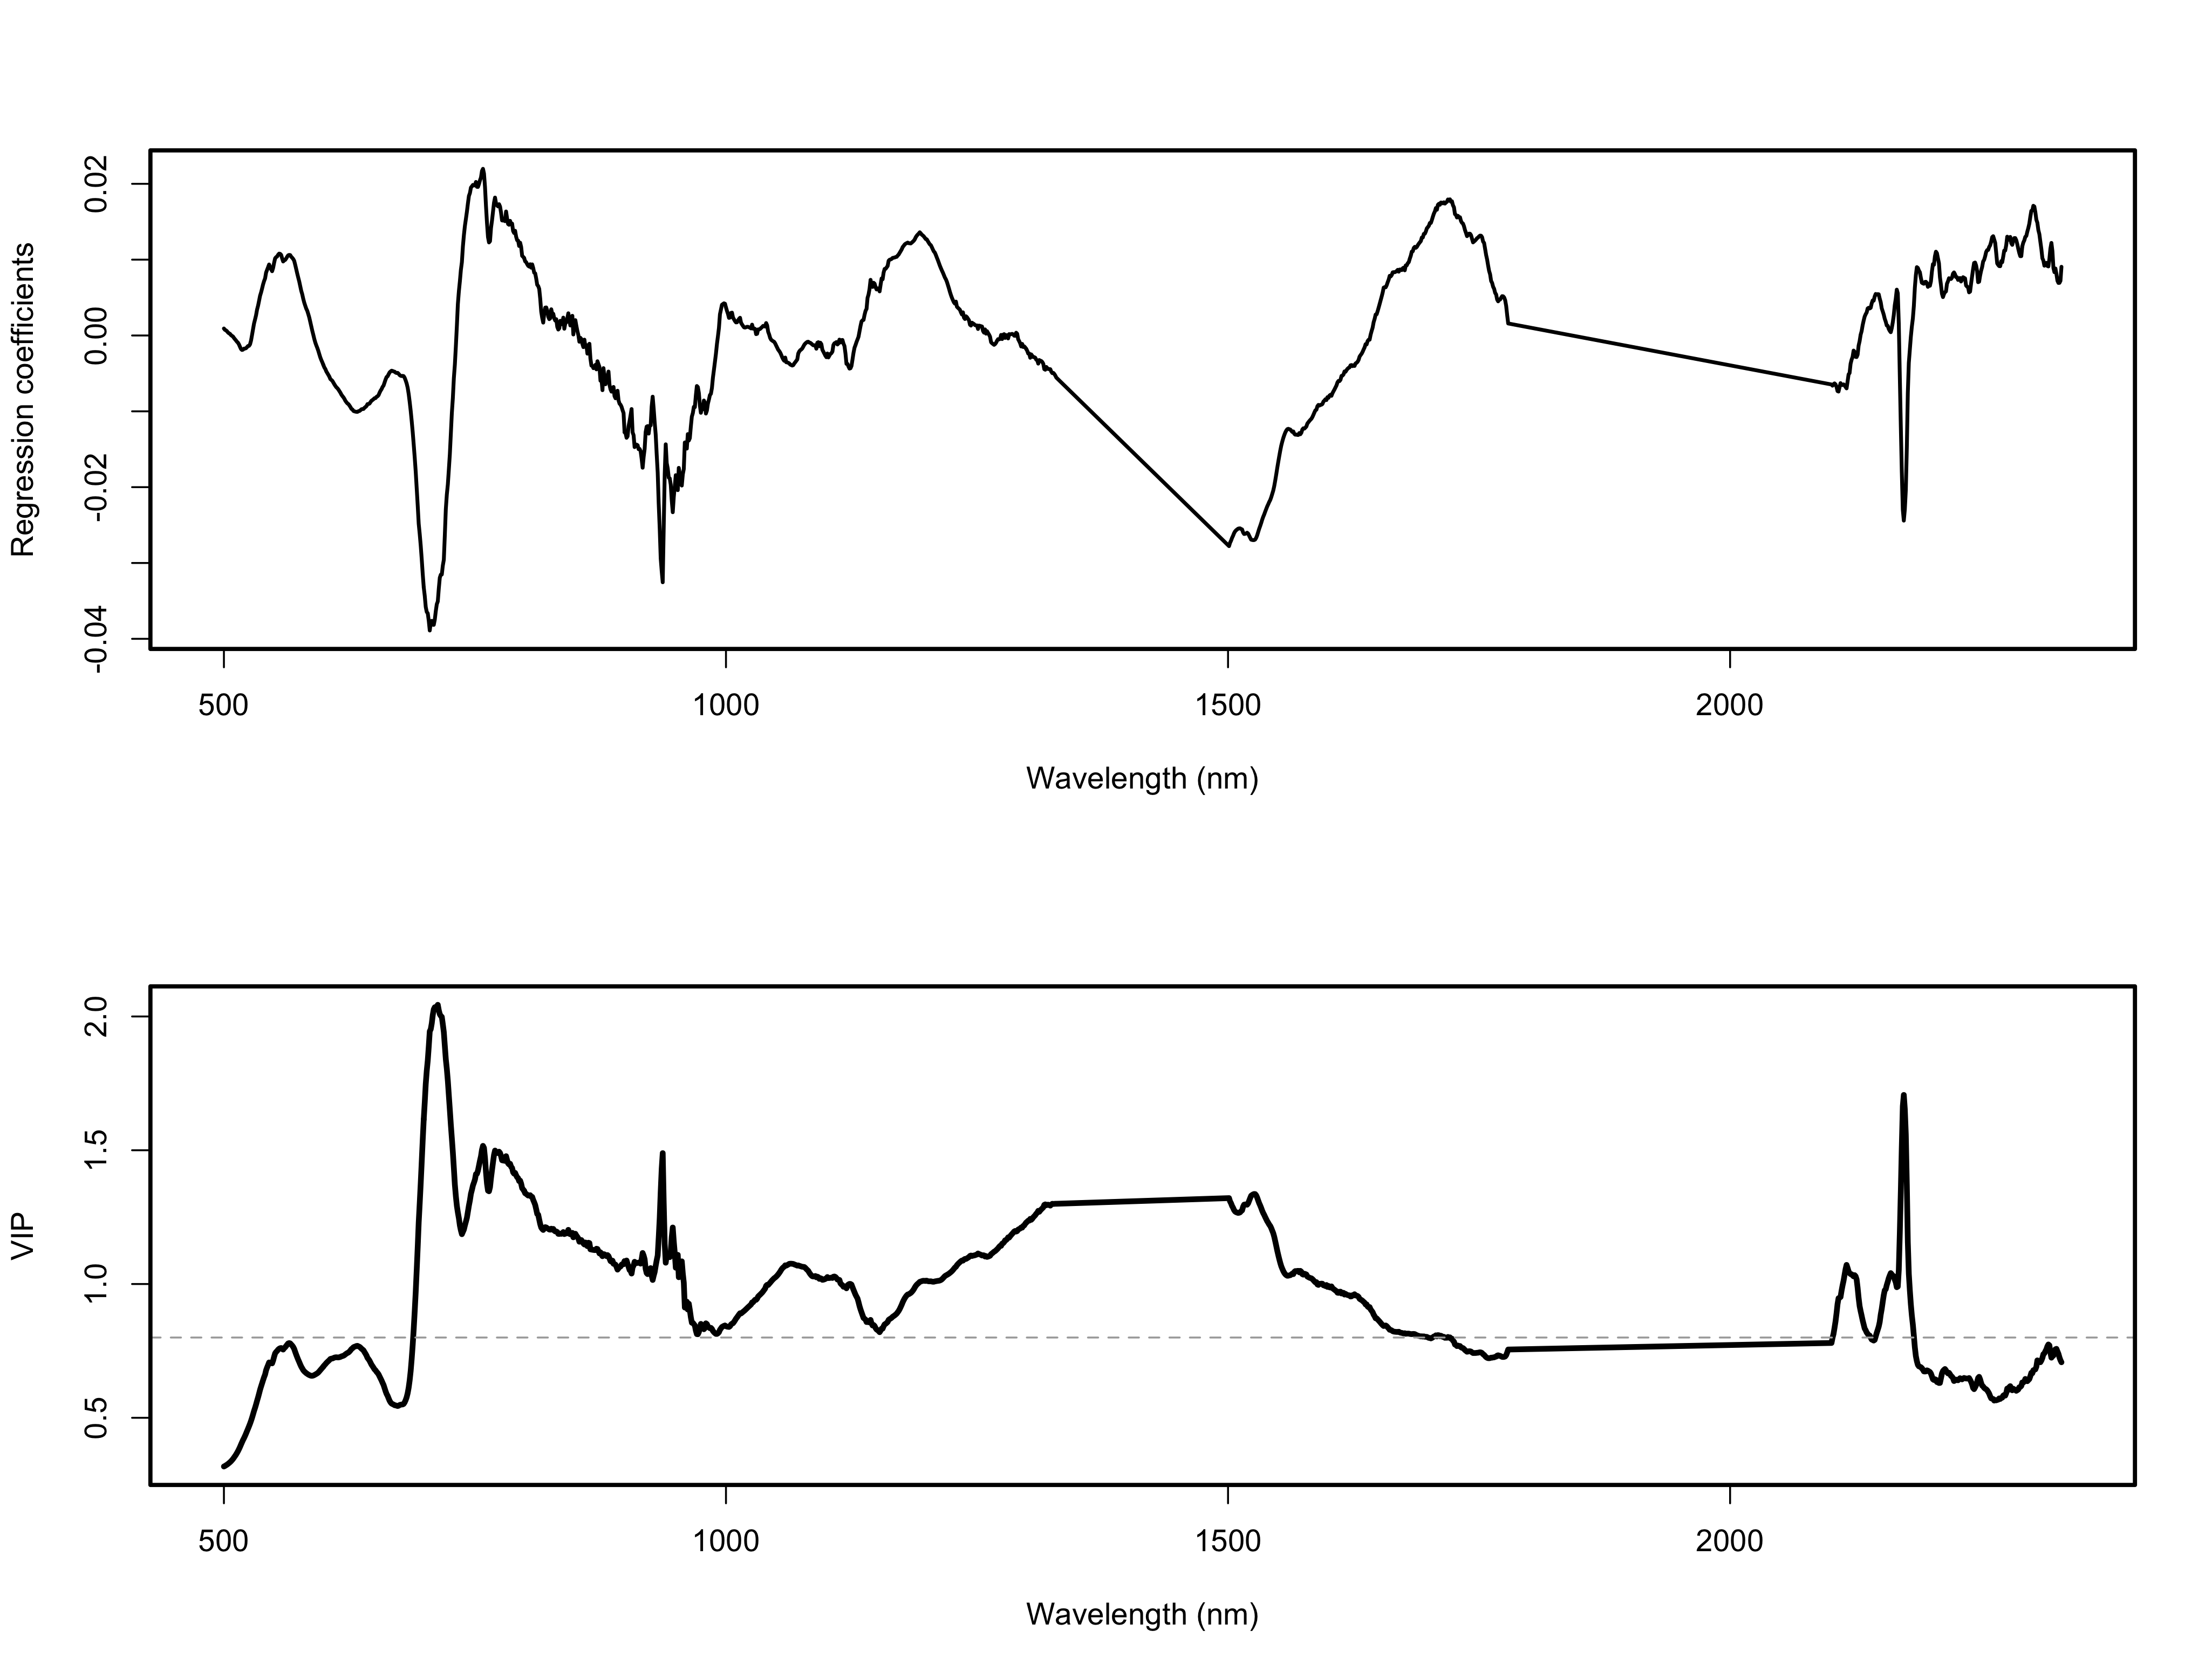 Regression coefficients
0.02
0.00
-0.02
-0.04
500 1000 1500 2000
Wavelength (nm)
VIP
2.0
1.5
1.0
0.5
500 1000 1500 2000
Wavelength (nm)